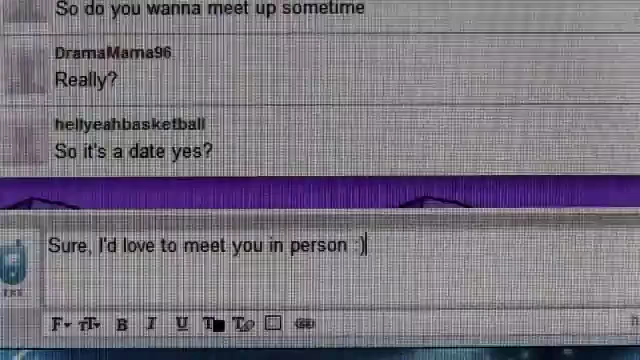 So do you wanna meet up sometime
DramaMama96
Really?
hellyeahbasketball
So it's a date yes?
Sure, I'd love to meet you in person :)
F T B I U T T